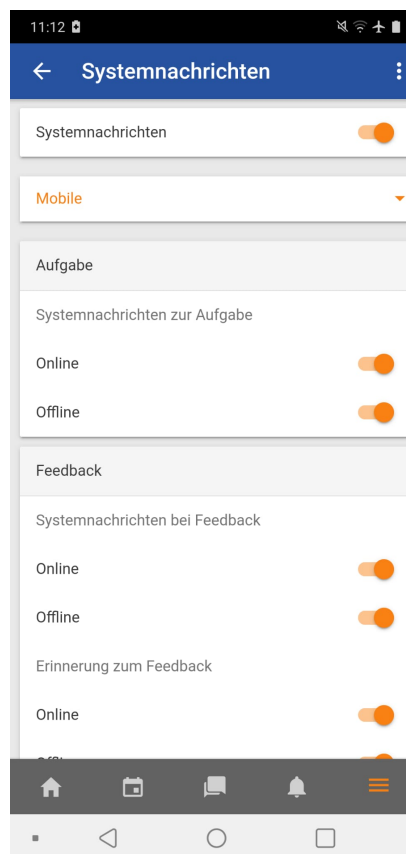 11:12
Systemnachrichten
Systemnachrichten
Mobile
Aufgabe
Systemnachrichten zur Aufgabe
Online
Offline
Feedback
Systemnachrichten bei Feedback
Online
Offline
Erinnerung zum Feedback
Online